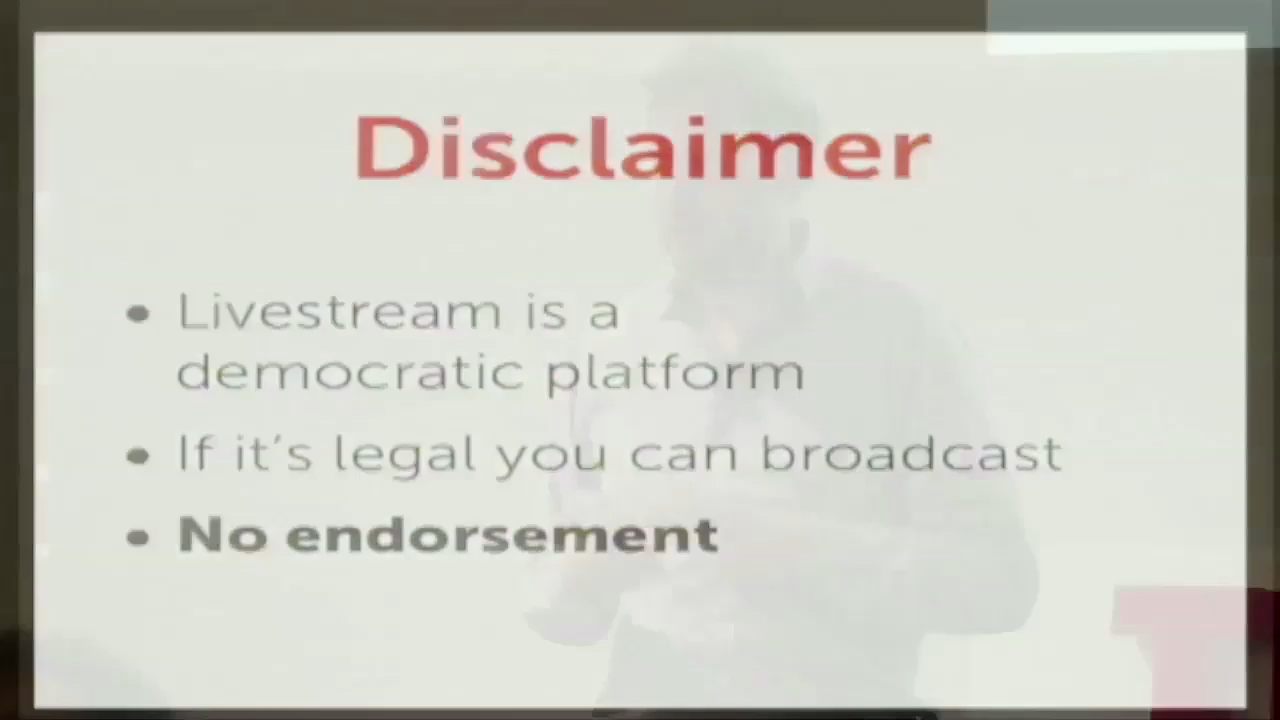 Disclaimer
• Livestream is a
democratic platform
• If it's legal you can broadcast
• No endorsement